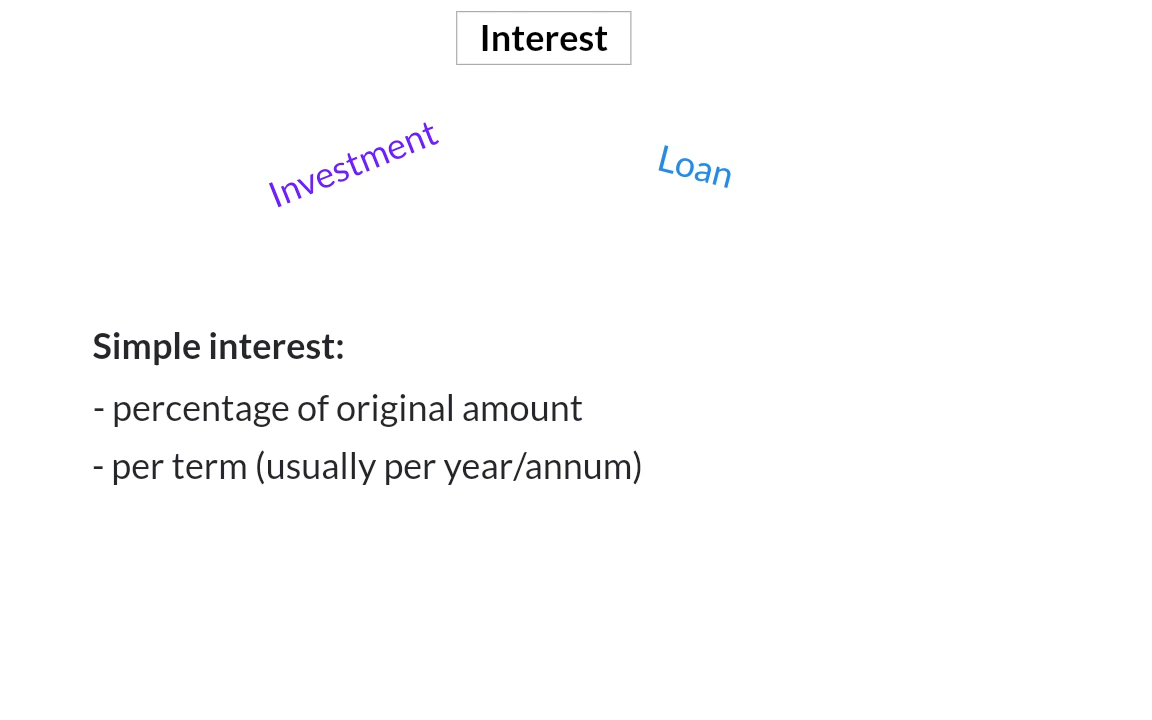 Interest
Investment
Loan
Simple interest:
- percentage of original amount
- per term (usually per year/annum)